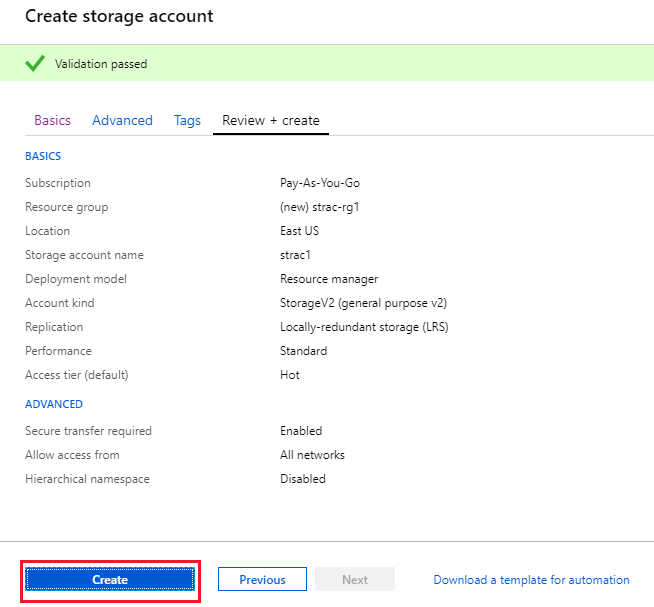 Create storage account
Validation passed
Basics Advanced Tags Review + create
BASICS
Subscription Pay-As-You-Go
Resource group (new) strac-rg1
Location East US
Storage account name strac1
Deployment model Resource manager
Account kind StorageV2 (general purpose v2)
Replication Locally-redundant storage (LRS)
Performance Standard
Access tier (default) Hot
ADVANCED
Secure transfer required Enabled
Allow access from All networks
Hierarchical namespace Disabled
Create Previous Next Download a template for automation